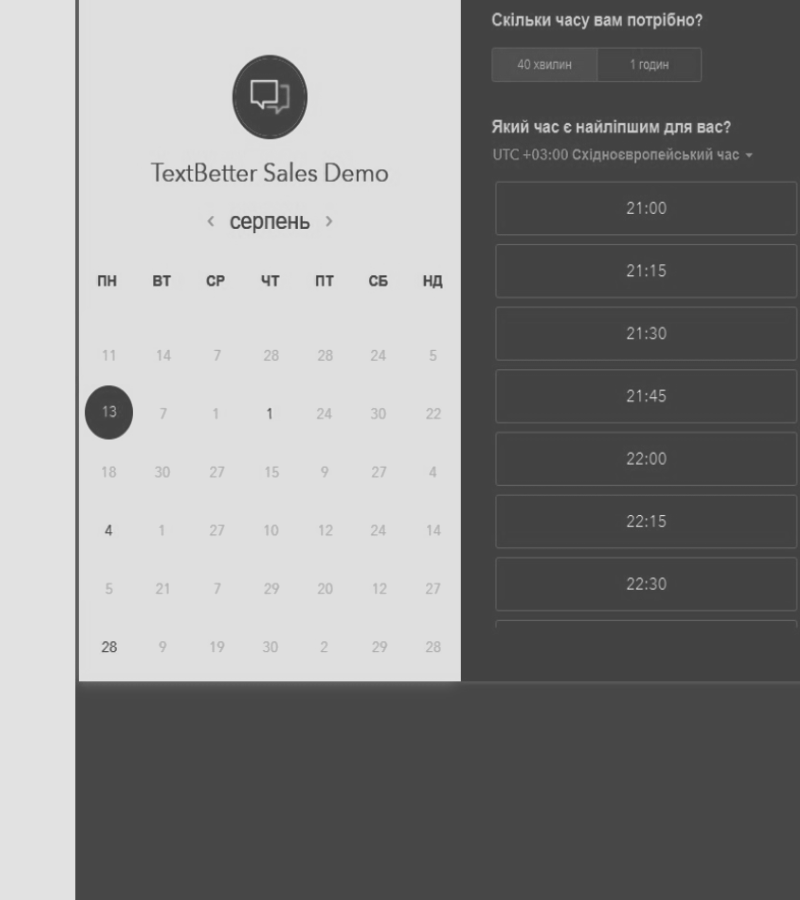 TextBetter Sales Demo
серпень
ПН ВТ СР ЧТ ПТ СБ НД
11 14 7 28 28 24 5
13 7 1 1 24 30 22
18 30 27 15 9 27 4
4 1 27 10 12 24 14
5 21 7 29 20 12 27
28 9 19 30 2 29 28
Скільки часу вам потрібно?
40 хвилин 1 годин
Який час є найліпшим для вас?
UTC +03:00 Східноєвропейський час
21:00
21:15
21:30
21:45
22:00
22:15
22:30